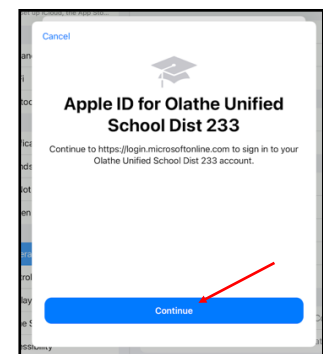 Cancel
Apple ID for Olathe Unified
School Dist 233
Continue to https://login.microsoftonline.com to sign in to your
Olathe Unified School Dist 233 account.
Continue